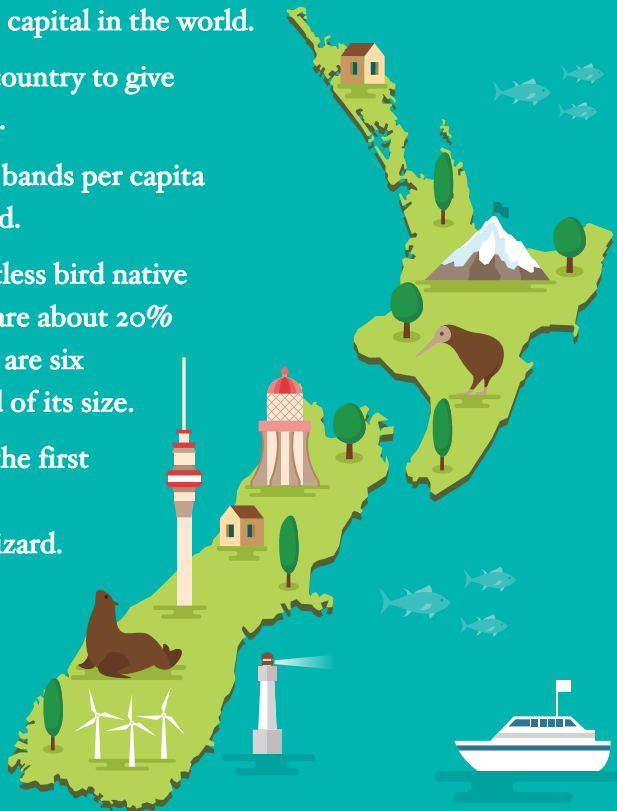 capital in the world.
country to give
.
bands per capita
d.
tless bird native
are about 20%
are six
l of its size.
he first
izard.